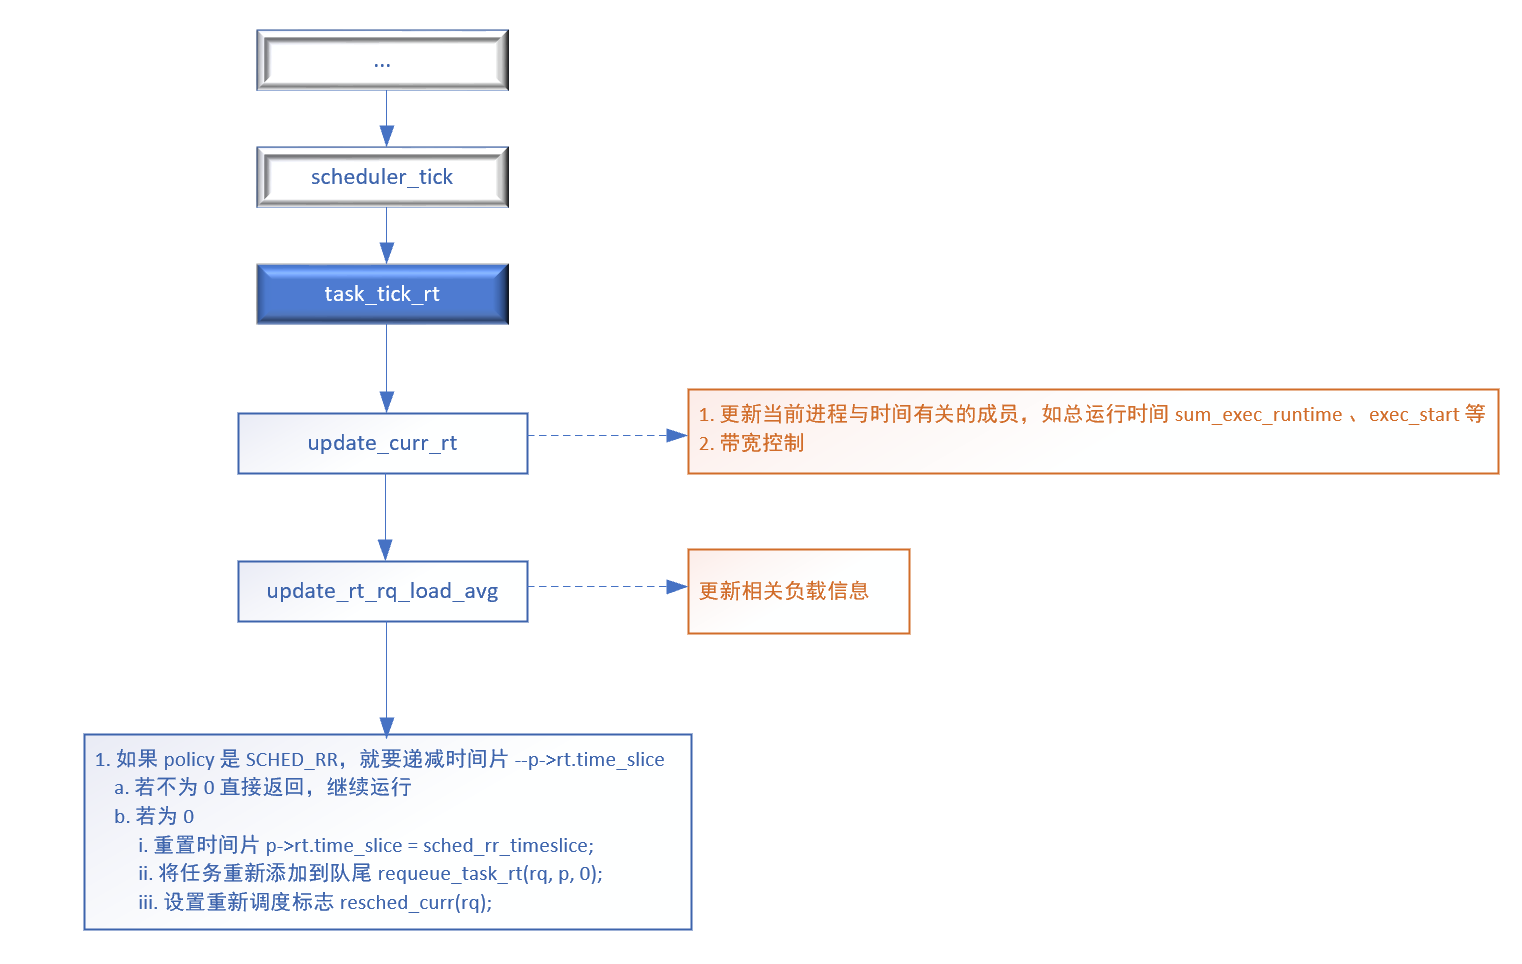 ...
scheduler_tick
task_tick_rt
update_curr_rt
1. 更新当前进程与时间有关的成员，如总运行时间 sum_exec_runtime 、exec_start 等
2. 带宽控制
update_rt_rq_load_avg
更新相关负载信息
1. 如果 policy 是 SCHED_RR，就要递减时间片 --p->rt.time_slice
a. 若不为 0 直接返回，继续运行
b. 若为 0
i. 重置时间片 p->rt.time_slice = sched_rr_timeslice;
ii. 将任务重新添加到队尾 requeue_task_rt(rq, p, 0);
iii. 设置重新调度标志 resched_curr(rq);